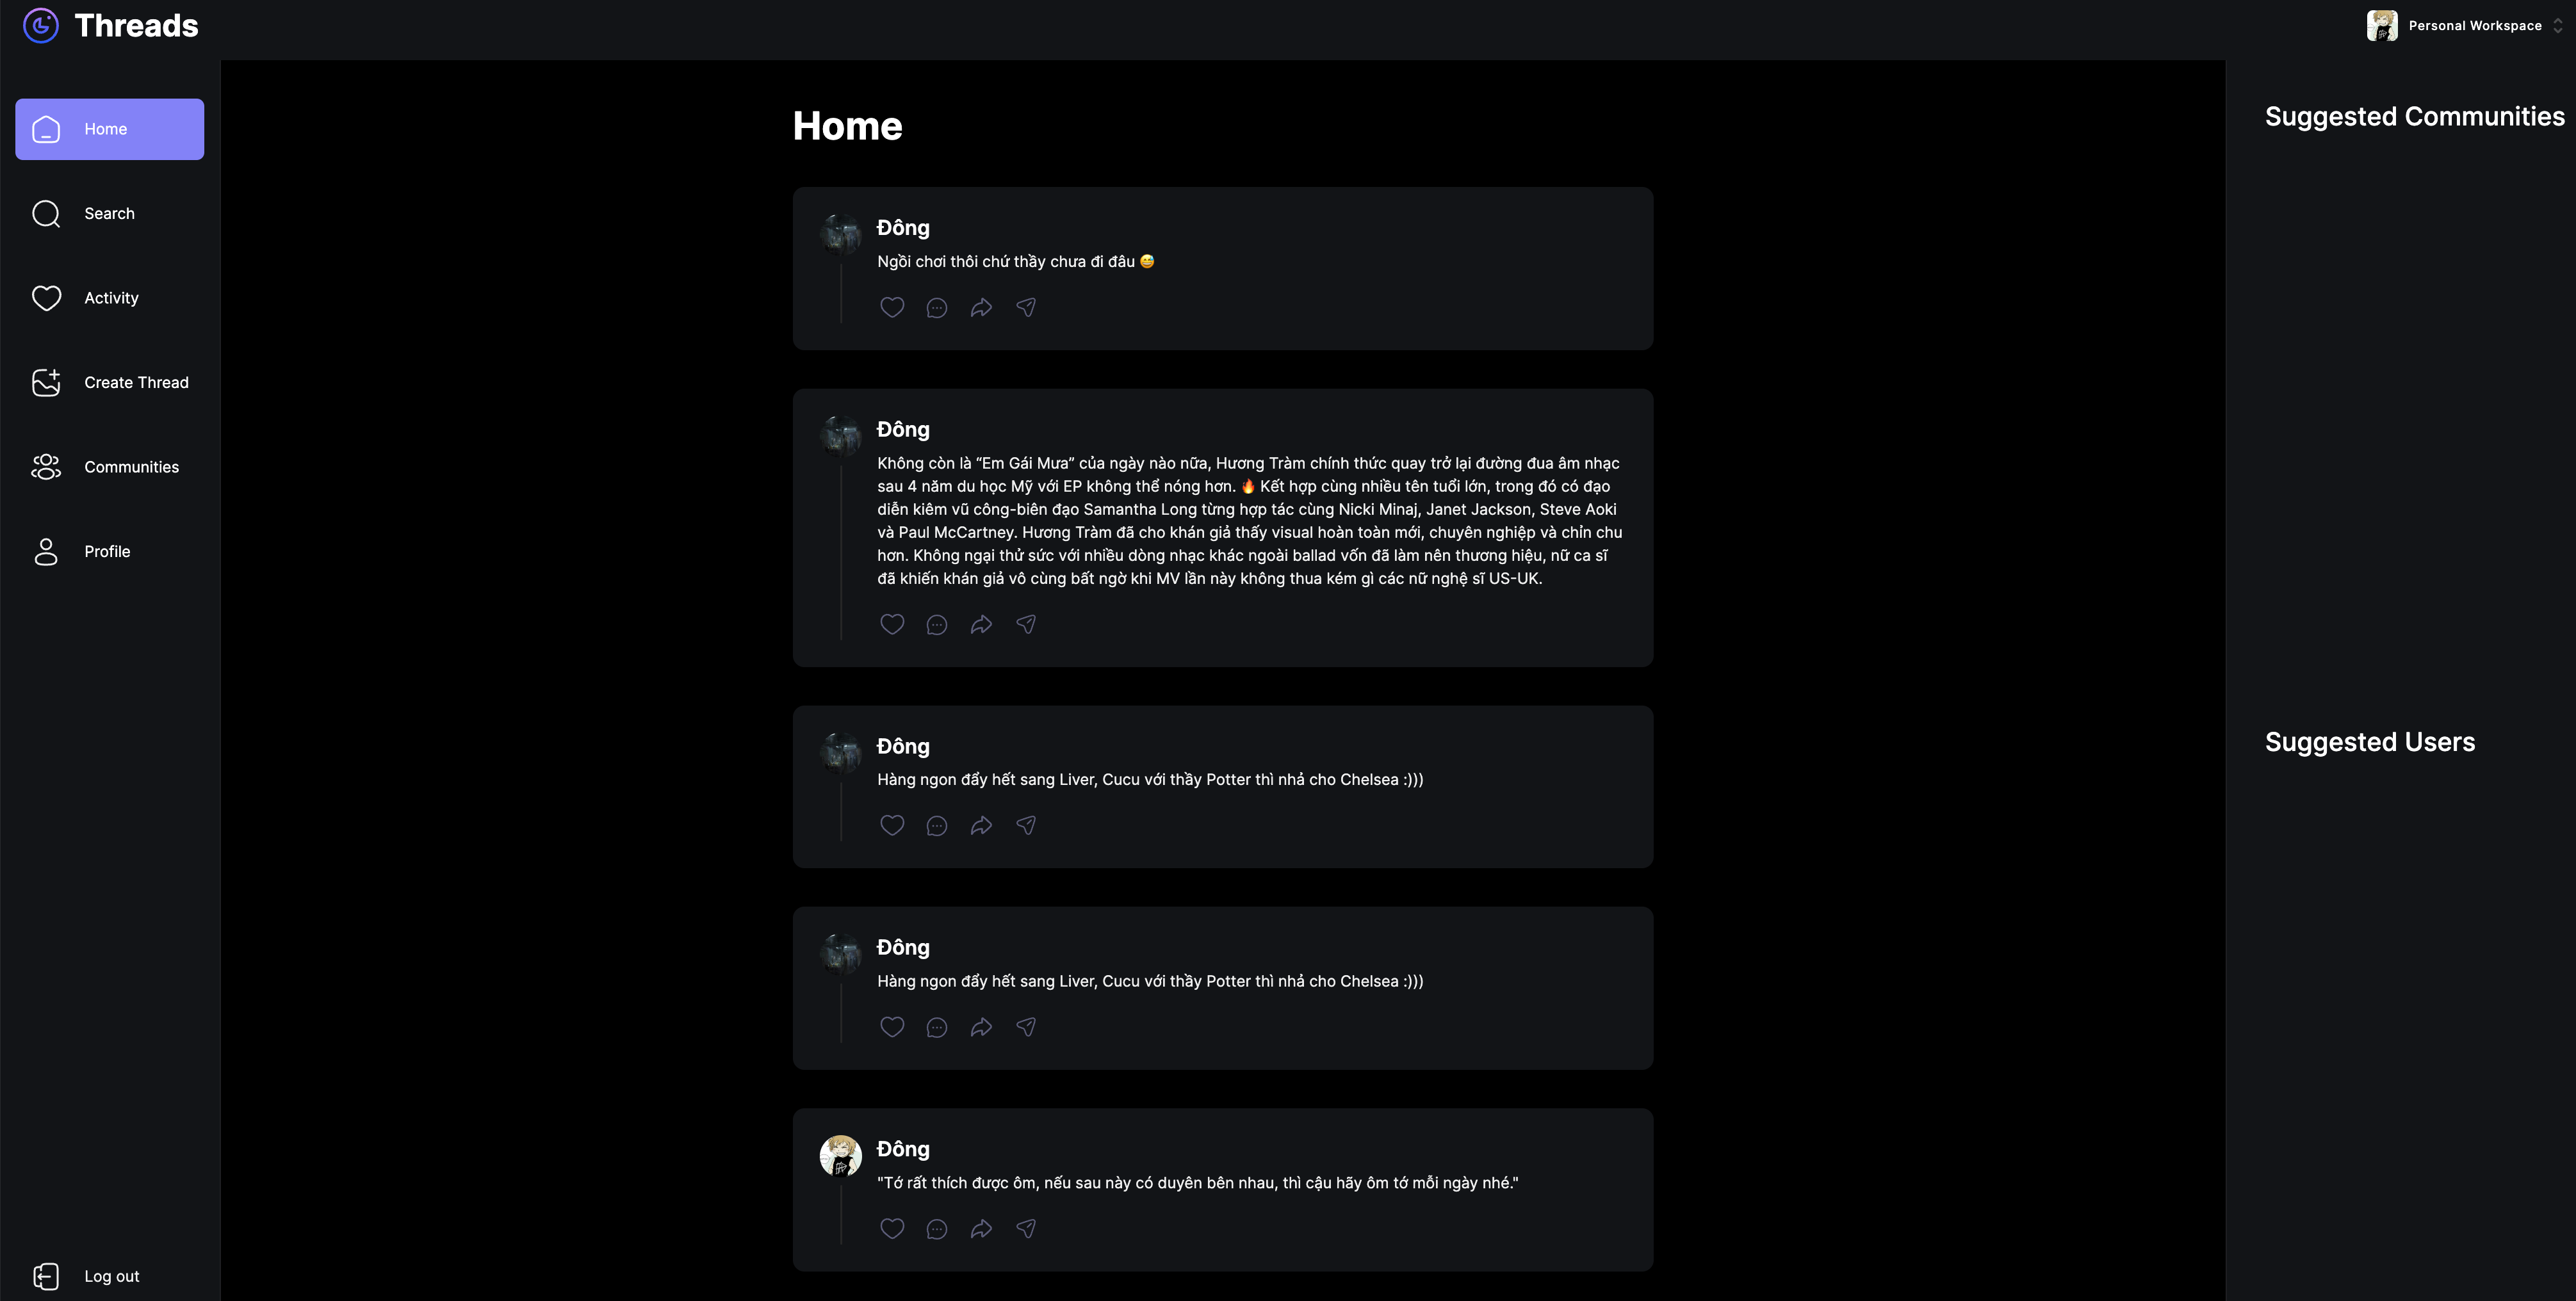 Threads
Personal Workspace
Home
Search
Activity
Create Thread
Communities
Profile
Log out
Home
Đông
Ngồi chơi thôi chứ thầy chưa đi đâu 😅
Đông
Không còn là “Em Gái Mưa” của ngày nào nữa, Hương Tràm chính thức quay trở lại đường đua âm nhạc
sau 4 năm du học Mỹ với EP không thể nóng hơn. 🔥 Kết hợp cùng nhiều tên tuổi lớn, trong đó có đạo
diễn kiêm vũ công-biên đạo Samantha Long từng hợp tác cùng Nicki Minaj, Janet Jackson, Steve Aoki
và Paul McCartney. Hương Tràm đã cho khán giả thấy visual hoàn toàn mới, chuyên nghiệp và chỉn chu
hơn. Không ngại thử sức với nhiều dòng nhạc khác ngoài ballad vốn đã làm nên thương hiệu, nữ ca sĩ
đã khiến khán giả vô cùng bất ngờ khi MV lần này không thua kém gì các nữ nghệ sĩ US-UK.
Đông
Hàng ngon đẩy hết sang Liver, Cucu với thầy Potter thì nhả cho Chelsea :)))
Đông
Hàng ngon đẩy hết sang Liver, Cucu với thầy Potter thì nhả cho Chelsea :)))
Đông
"Tớ rất thích được ôm, nếu sau này có duyên bên nhau, thì cậu hãy ôm tớ mỗi ngày nhé."
Suggested Communities
Suggested Users